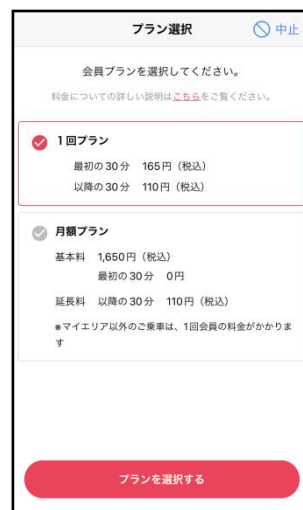 プラン選択
中止
会員プランを選択してください。
料金についての詳しい説明はこちらをご覧ください。
1回プラン
最初の30分 165円（税込）
以降の30分 110円（税込）
月額プラン
基本料 1,650円（税込）
最初の30分 0円
延長料 以降の30分 110円（税込）
※マイエリア以外のご乗車は、1回会員の料金がかかりま
す
プランを選択する